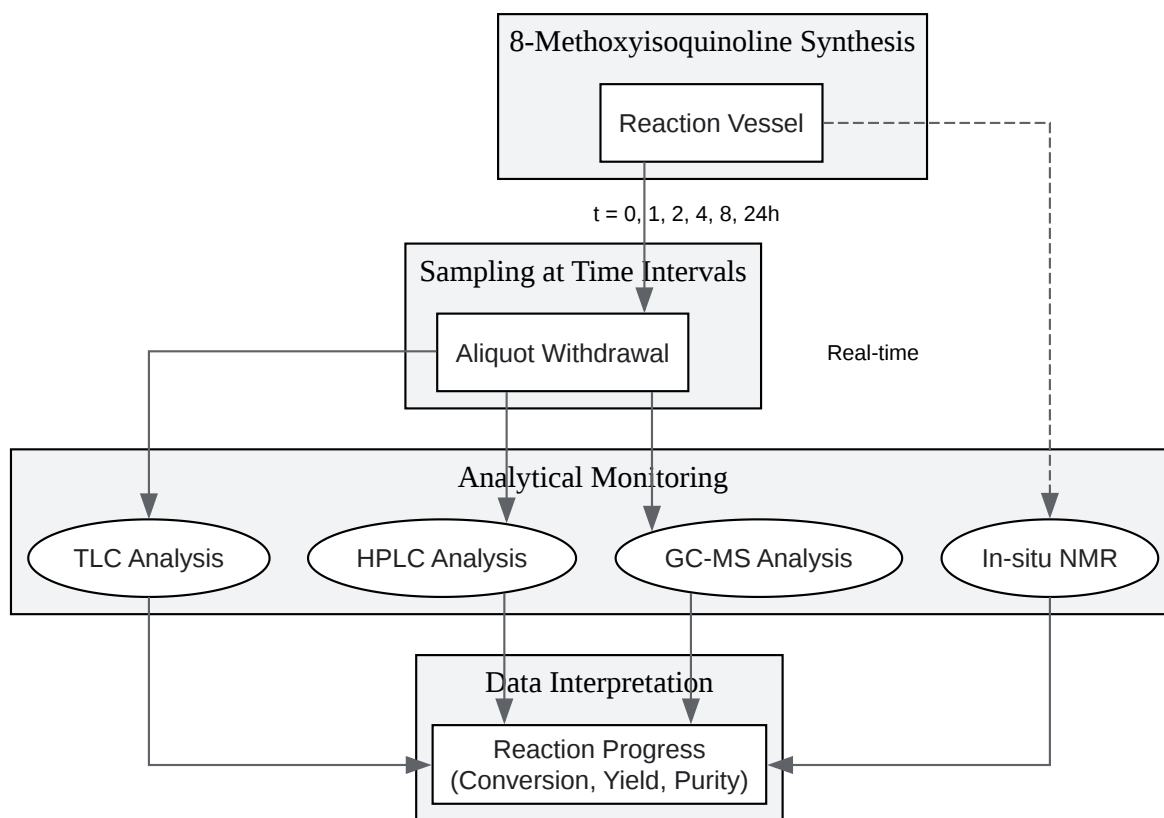 8-Methoxyisoquinoline Synthesis
Reaction Vessel
t = 0, 1, 2, 4, 8, 24h
Sampling at Time Intervals
Aliquot Withdrawal
Real-time
Analytical Monitoring
TLC Analysis
HPLC Analysis
GC-MS Analysis
In-situ NMR
Data Interpretation
Reaction Progress
(Conversion, Yield, Purity)